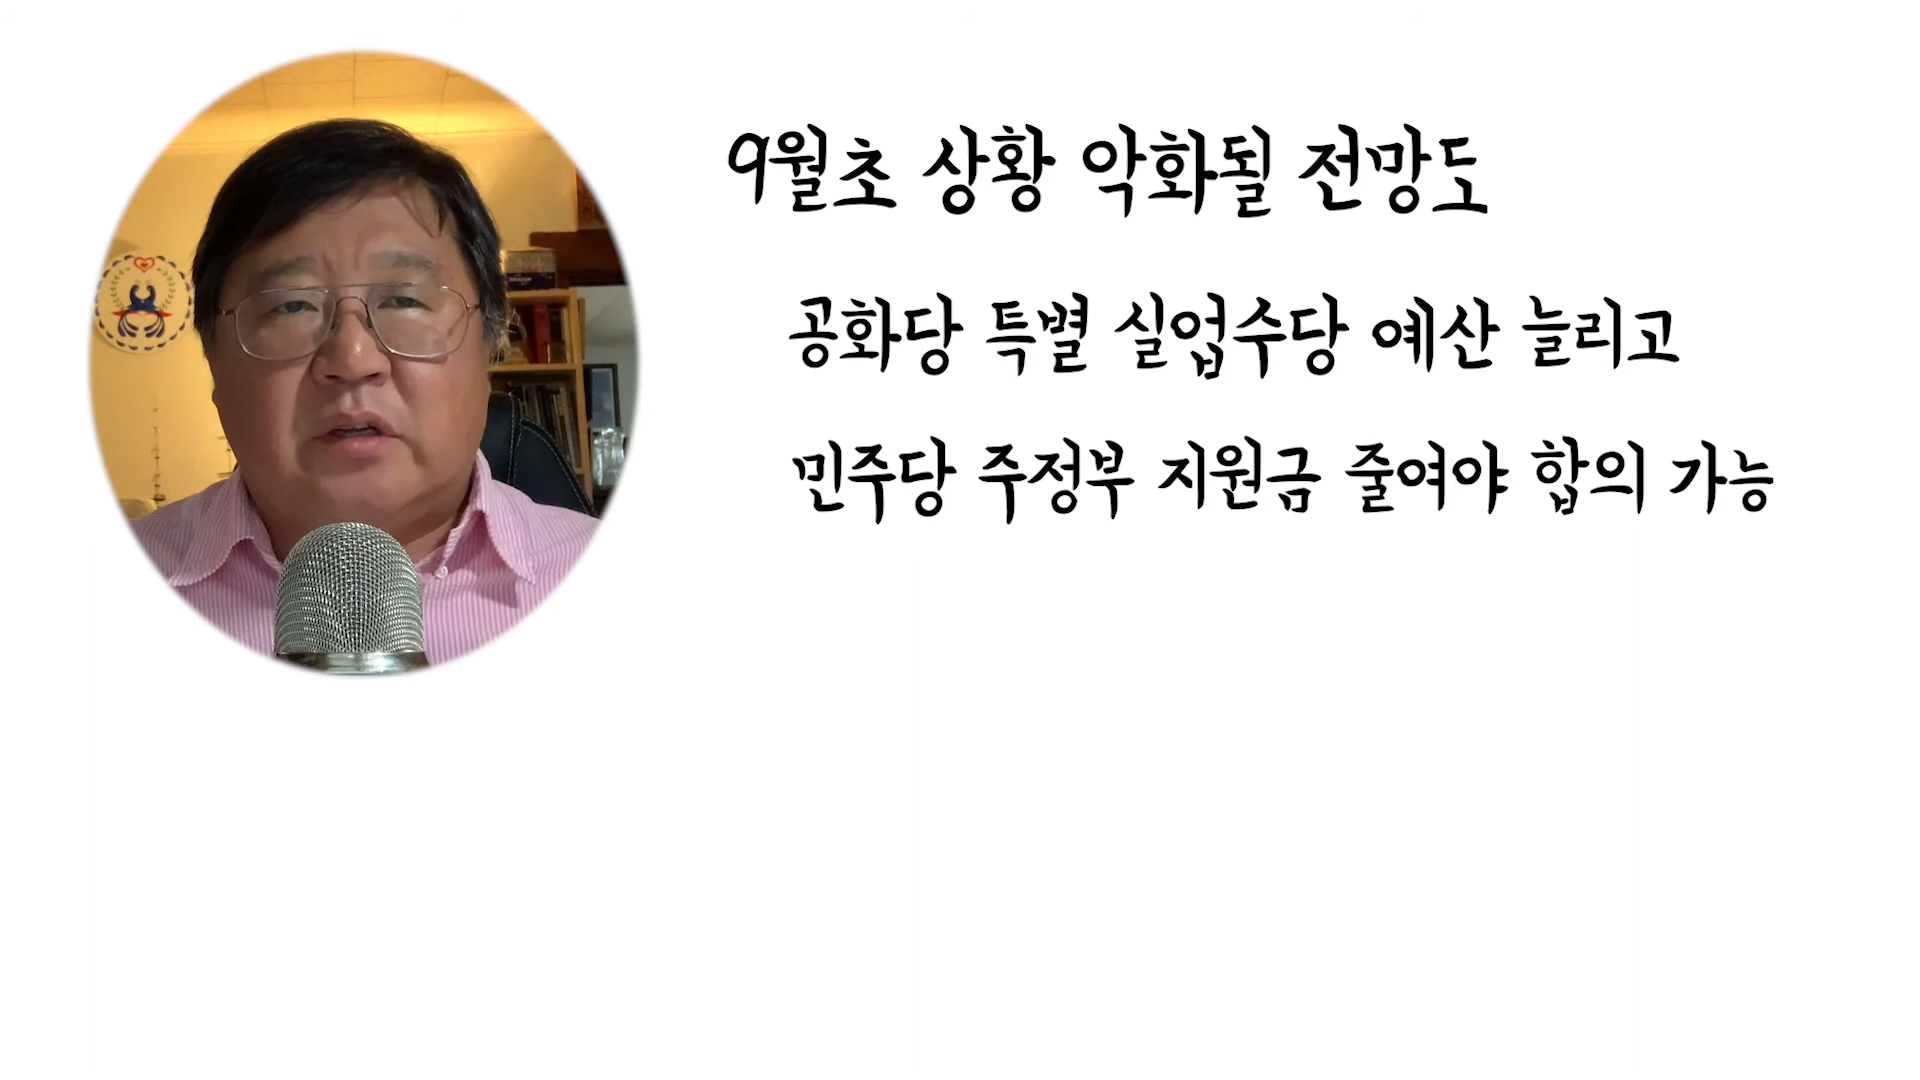 9월초 상황 악화될 전망도
공화당 특별 실업수당 예산 늘리고
민주당 주정부 지원금 줄여야 합의 가능